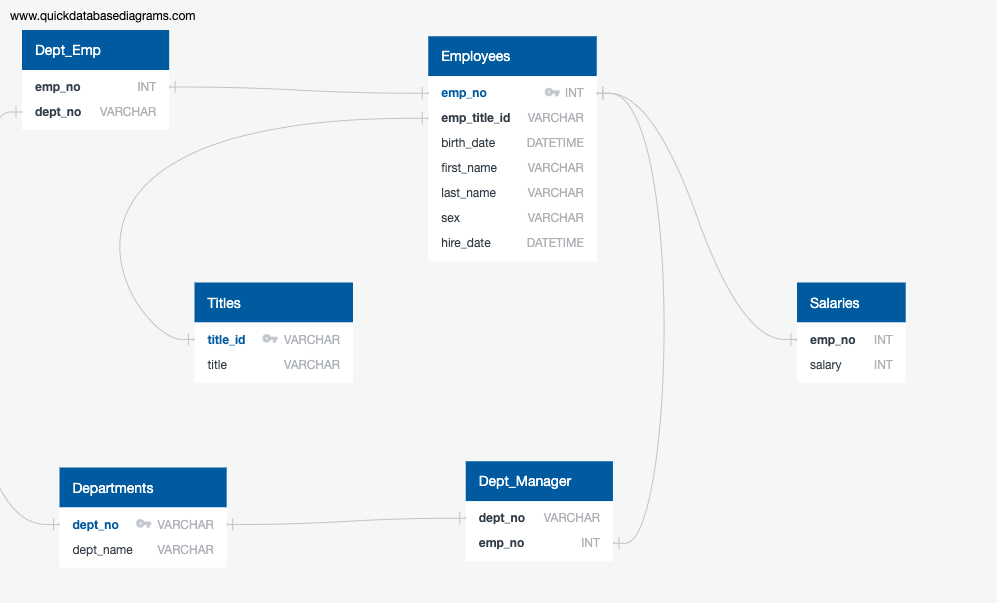 www.quickdatabasediagrams.com
Dept_Emp
emp_no INT
dept_no VARCHAR
Employees
emp_no INT
emp_title_id VARCHAR
birth_date DATETIME
first_name VARCHAR
last_name VARCHAR
sex VARCHAR
hire_date DATETIME
Titles
title_id VARCHAR
title VARCHAR
Salaries
emp_no INT
salary INT
Departments
dept_no VARCHAR
dept_name VARCHAR
Dept_Manager
dept_no VARCHAR
emp_no INT